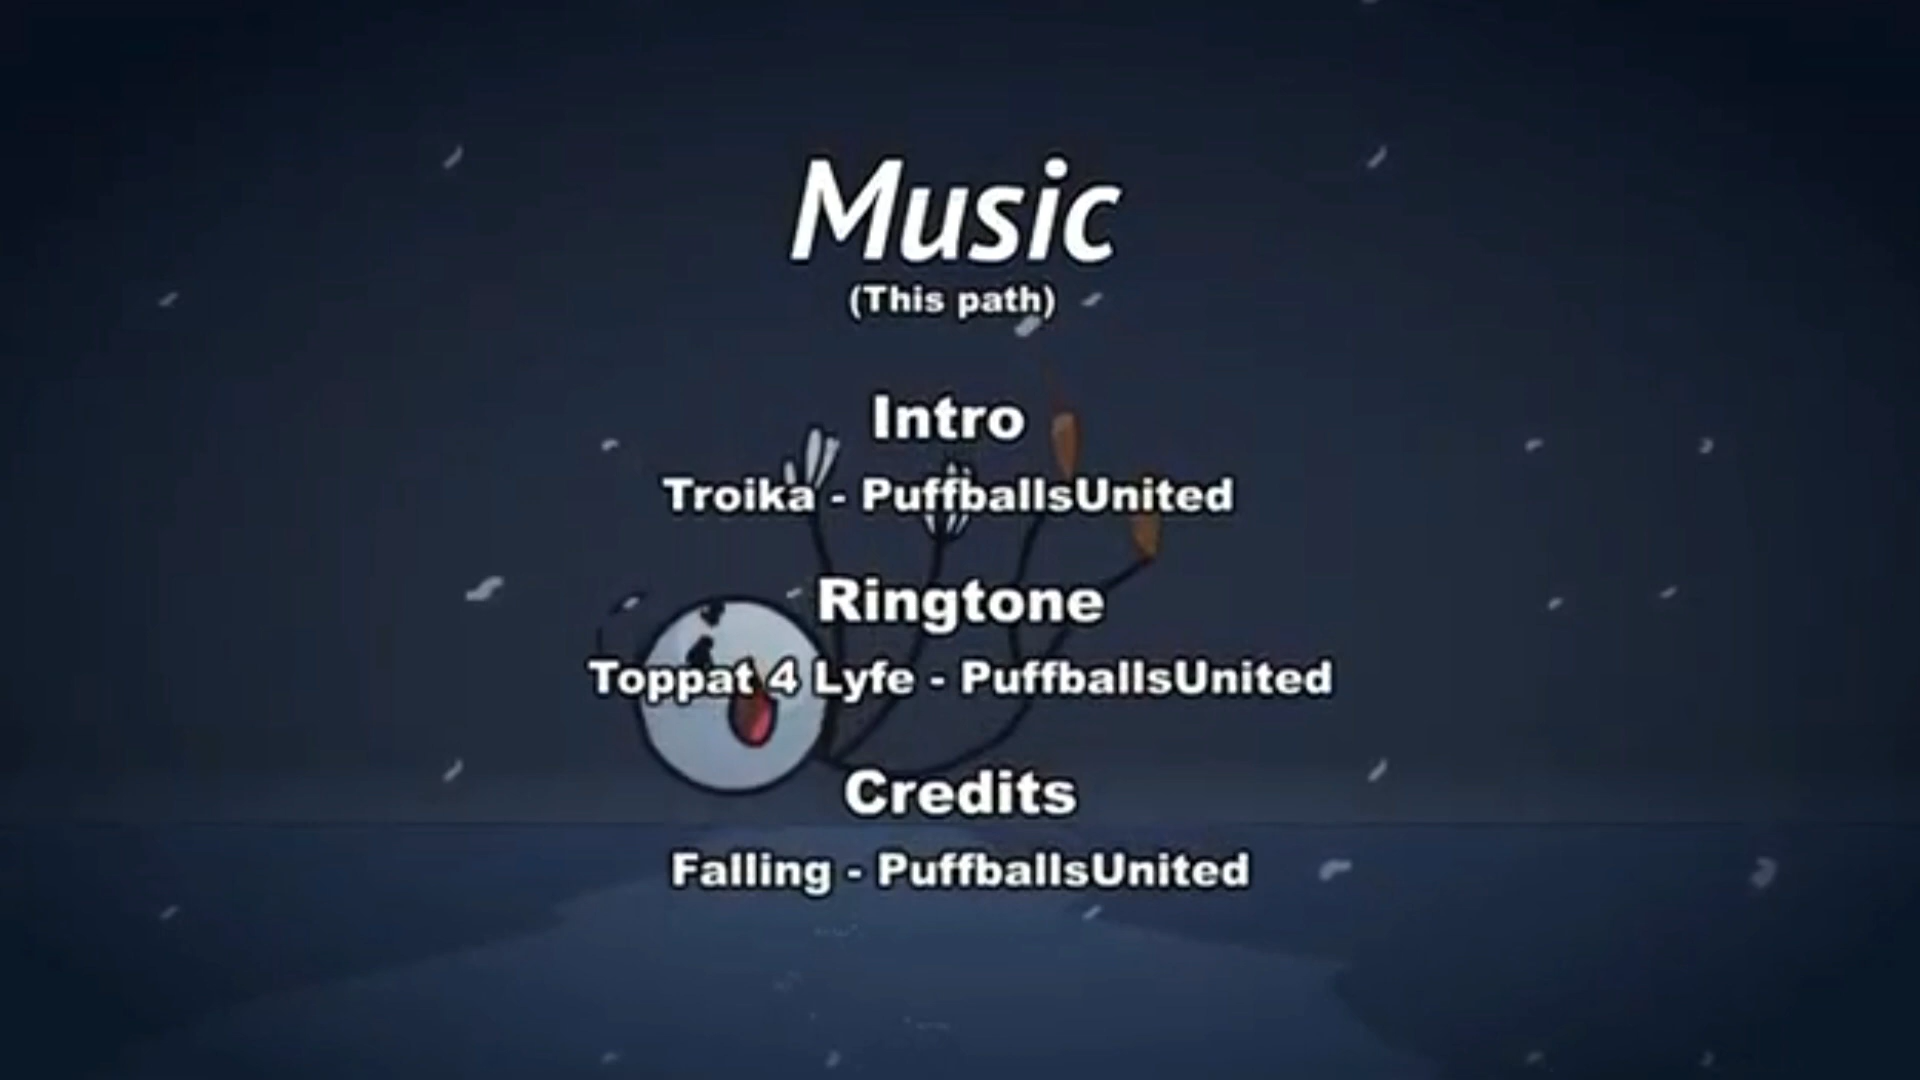 Music
(This path)
Intro
Troika - PuffballsUnited
Ringtone
Toppat 4 Lyfe - PuffballsUnited
Credits
Falling - PuffballsUnited